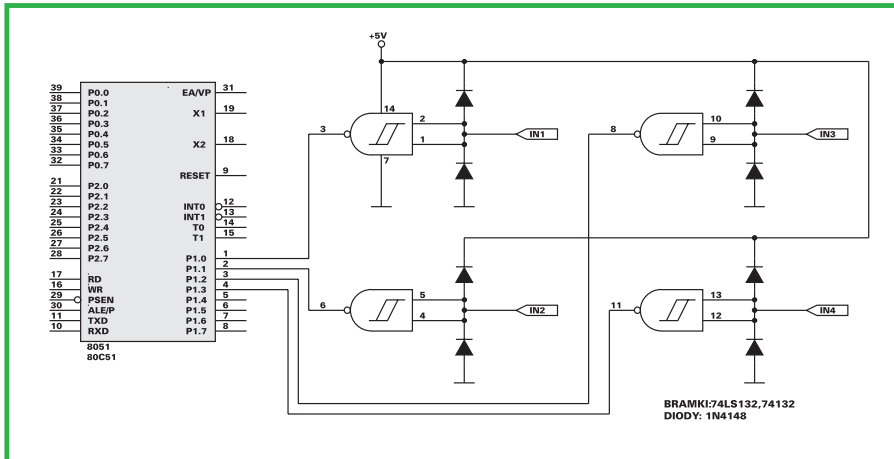 +5V
39 P0.0 EA/VP 31
38 P0.1
37 P0.2 X1 19
36 P0.3
35 P0.4
34 P0.5 X2 18
33 P0.6
32 P0.7
RESET 9
21 P2.0
22 P2.1
23 P2.2 INT0 12
24 P2.3 INT1 13
25 P2.4 T0 14
26 P2.5 T1 15
27 P2.6
28 P2.7 P1.0 1
P1.1 2
17 RD P1.2 3
16 WR P1.3 4
29 PSEN P1.4 5
30 ALE/P P1.5 6
11 TXD P1.6 7
10 RXD P1.7 8
8051
80C51
14
3
2
1
7
IN1
8
10
9
IN3
6
5
4
IN2
11
13
12
IN4
BRAMKI:74LS132,74132
DIODY: 1N4148